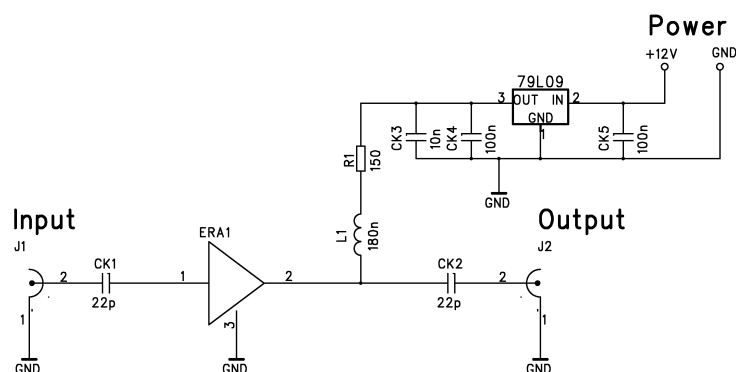 Power
+12V
GND
79L09
3
OUT
IN
2
GND
1
CK3
10n
CK4
100n
CK5
100n
R1
150
GND
L1
180n
Input
J1
2
1
GND
CK1
22p
ERA1
1
2
3
GND
CK2
22p
Output
J2
2
1
GND